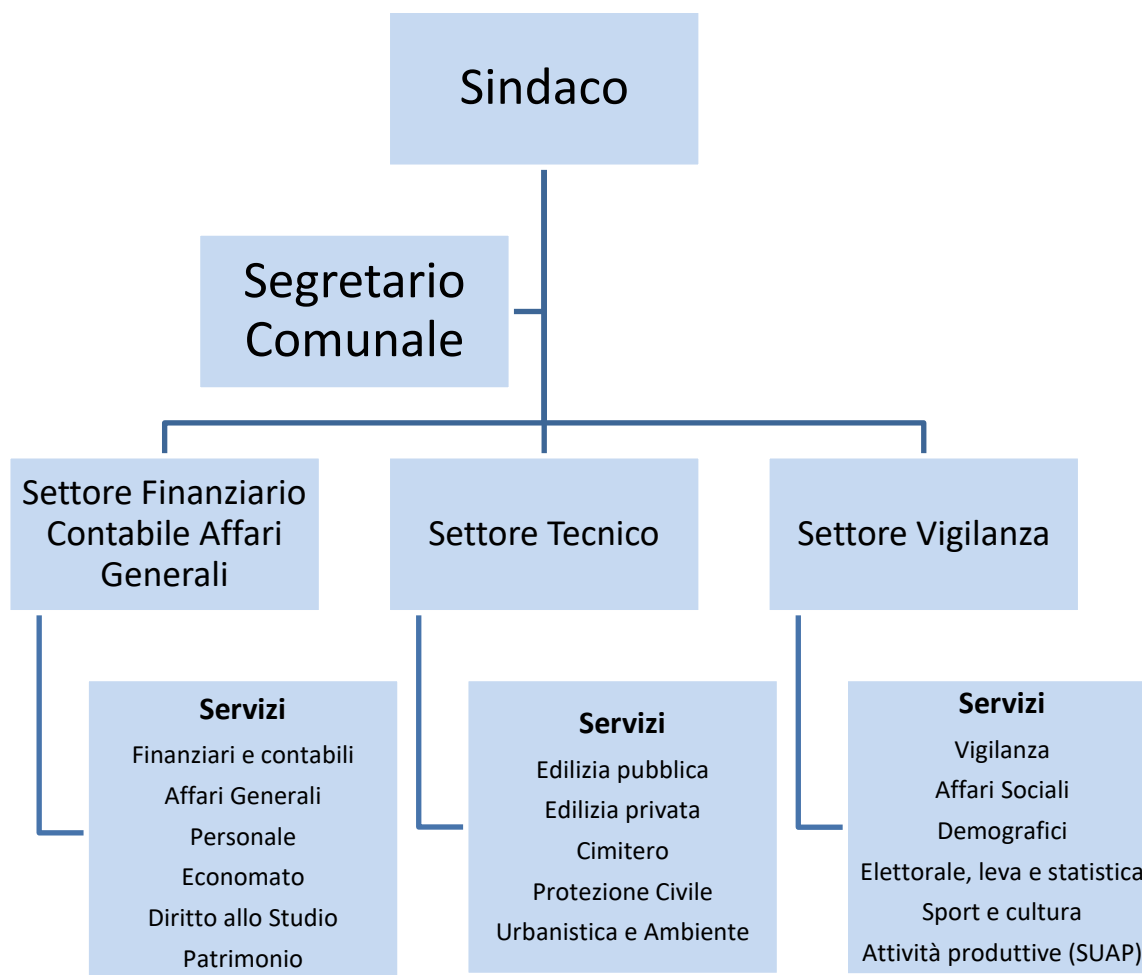 Sindaco
Segretario
Comunale
Settore Finanziario
Contabile Affari
Generali
Settore Tecnico
Settore Vigilanza
Servizi
Finanziari e contabili
Affari Generali
Personale
Economato
Diritto allo Studio
Patrimonio
Servizi
Edilizia pubblica
Edilizia privata
Cimitero
Protezione Civile
Urbanistica e Ambiente
Servizi
Vigilanza
Affari Sociali
Demografici
Elettorale, leva e statistica
Sport e cultura
Attività produttive (SUAP)